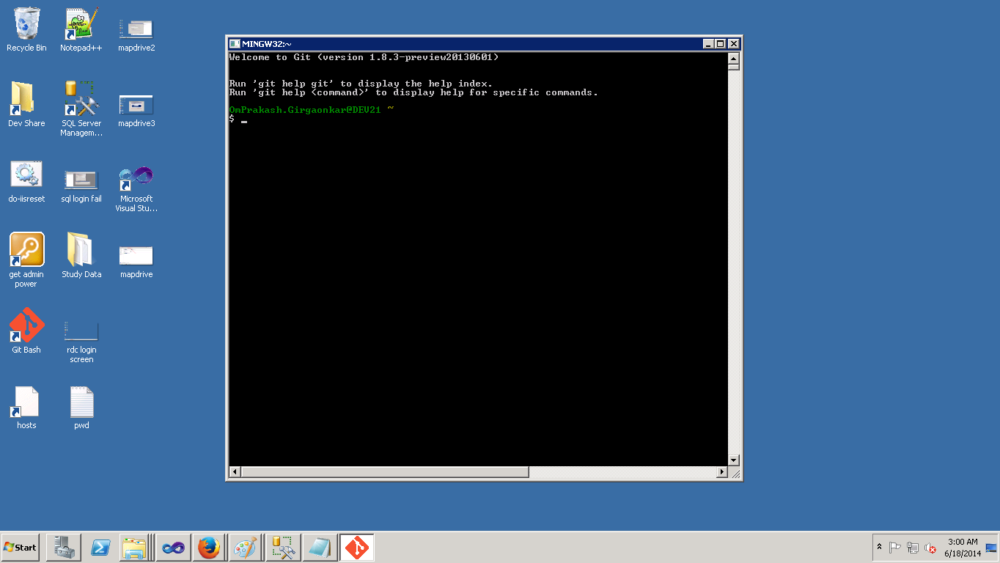 Recycle Bin
Notepad++
mapdrive2
Dev Share
SQL Server
Managem...
mapdrive3
do-iisreset
sql login fail
Microsoft
Visual Stu...
get admin
power
Study Data
mapdrive
Git Bash
rdc login
screen
hosts
pwd
MINGW32:~
Welcome to Git (version 1.8.3-preview20130601)
Run 'git help git' to display the help index.
Run 'git help <command>' to display help for specific commands.
OmPrakash.Girgaonkar@DEV21 ~
$
Start
3:00 AM
6/18/2014